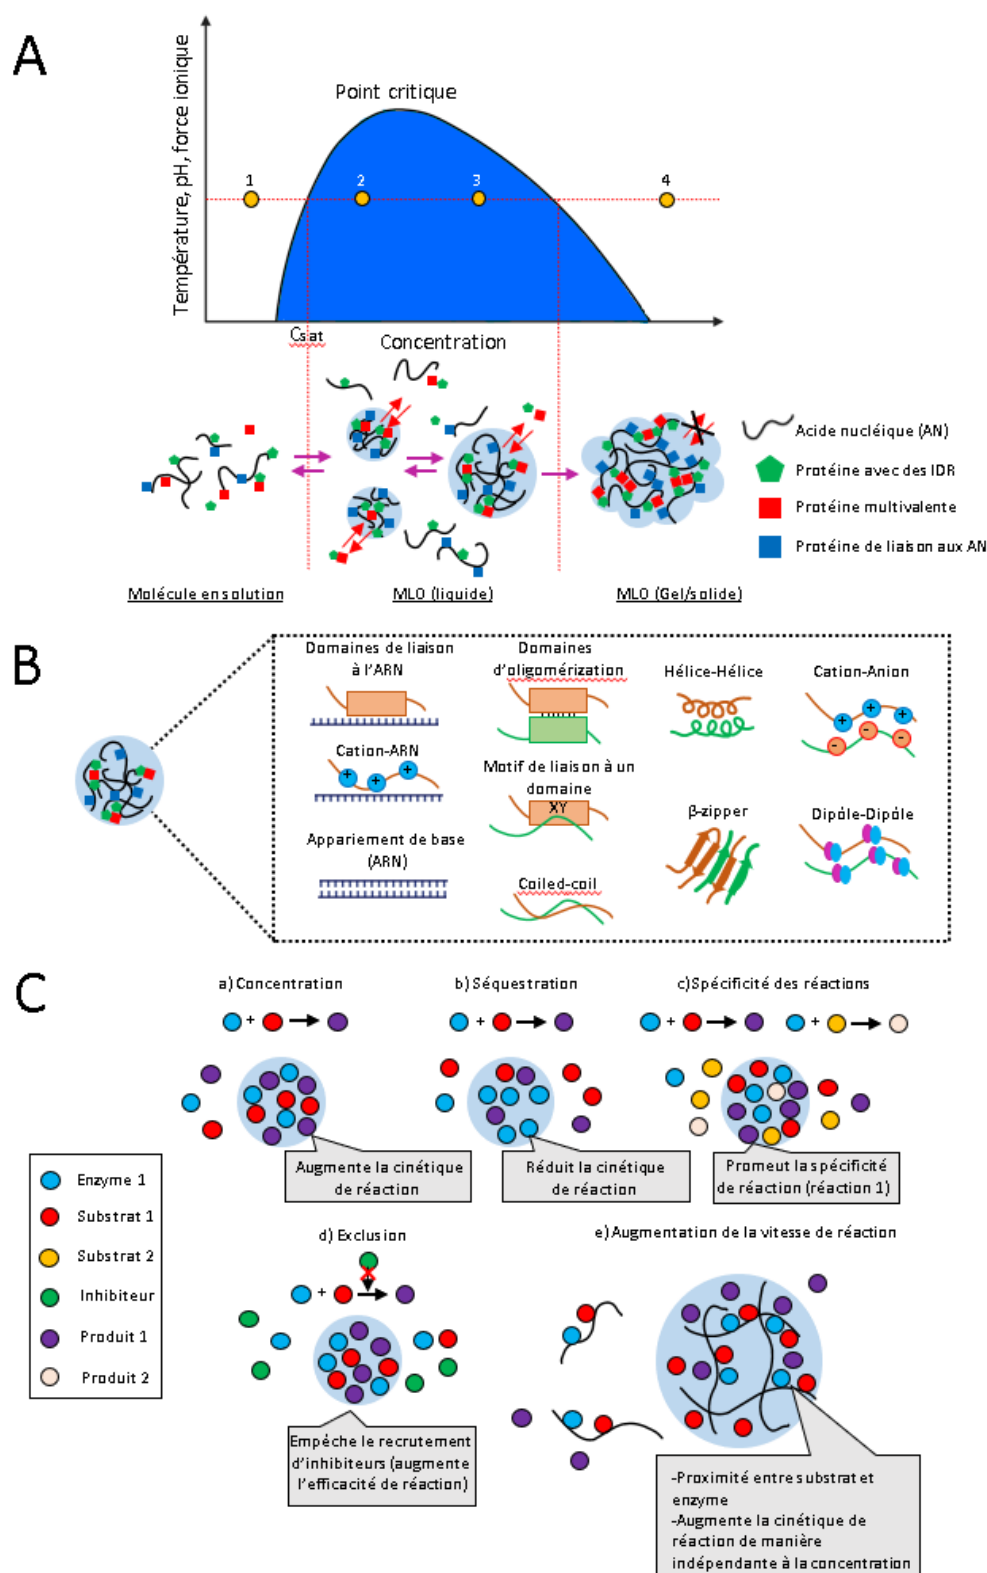 A
Température, pH, force ionique
Point critique
1
2
3
4
Csat
Concentration
Acide nucléique (AN)
Protéine avec des IDR
Protéine multivalente
Protéine de liaison aux AN
Molécule en solution
MLO (liquide)
MLO (Gel/solide)
B
Domaines de liaison
à l'ARN
Cation-ARN
+ + +
Appariement de base
(ARN)
Domaines
d'oligomérization
Motif de liaison à un
domaine
XY
Coiled-coil
Hélice-Hélice
β-zipper
Cation-Anion
+ + +
- - -
Dipôle-Dipôle
C
a) Concentration
+
Augmente la cinétique
de réaction
b) Séquestration
+
Réduit la cinétique
de réaction
c) Spécificité des réactions
+ +
Promeut la spécificité
de réaction (réaction 1)
Enzyme 1
Substrat 1
Substrat 2
Inhibiteur
Produit 1
Produit 2
d) Exclusion
+
Empêche le recrutement
d'inhibiteurs (augmente
l'efficacité de réaction)
e) Augmentation de la vitesse de réaction
-Proximité entre substrat et
enzyme
-Augmente la cinétique de
réaction de manière
indépendante à la concentration